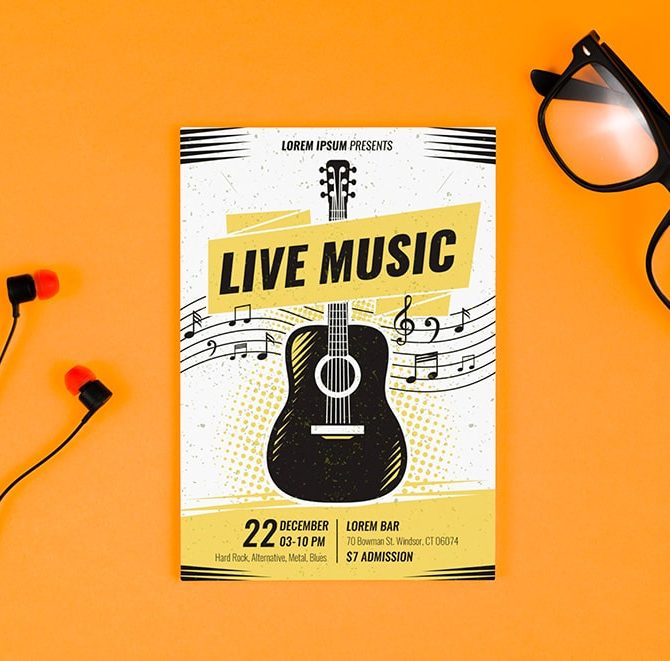 LOREM IPSUM PRESENTS
LIVE MUSIC
22 DECEMBER
03-10 PM
Hard Rock, Alternative, Metal, Blues
LOREM BAR
70 Bowman St. Windsor, CT 06074
$7 ADMISSION